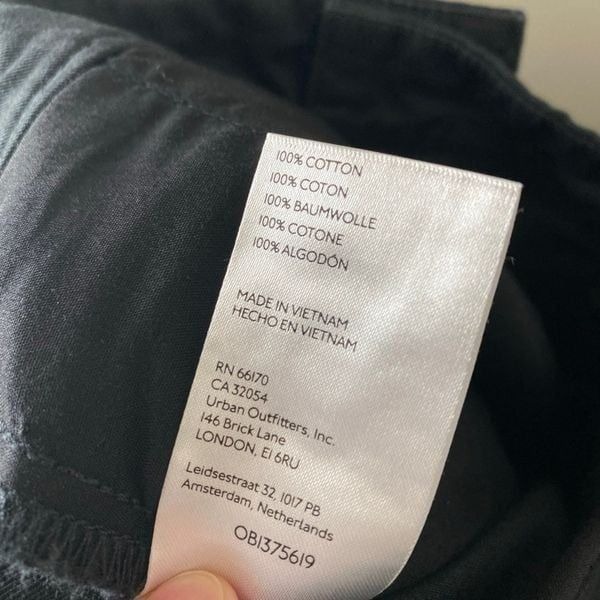 100% COTTON
100% COTON
100% BAUMWOLLE
100% COTONE
100% ALGODÓN
MADE IN VIETNAM
HECHO EN VIETNAM
RN 66170
CA 32054
Urban Outfitters, Inc.
146 Brick Lane
LONDON, E1 6RU
Leidsestraat 32, 1017 PB
Amsterdam, Netherlands
OB1375619